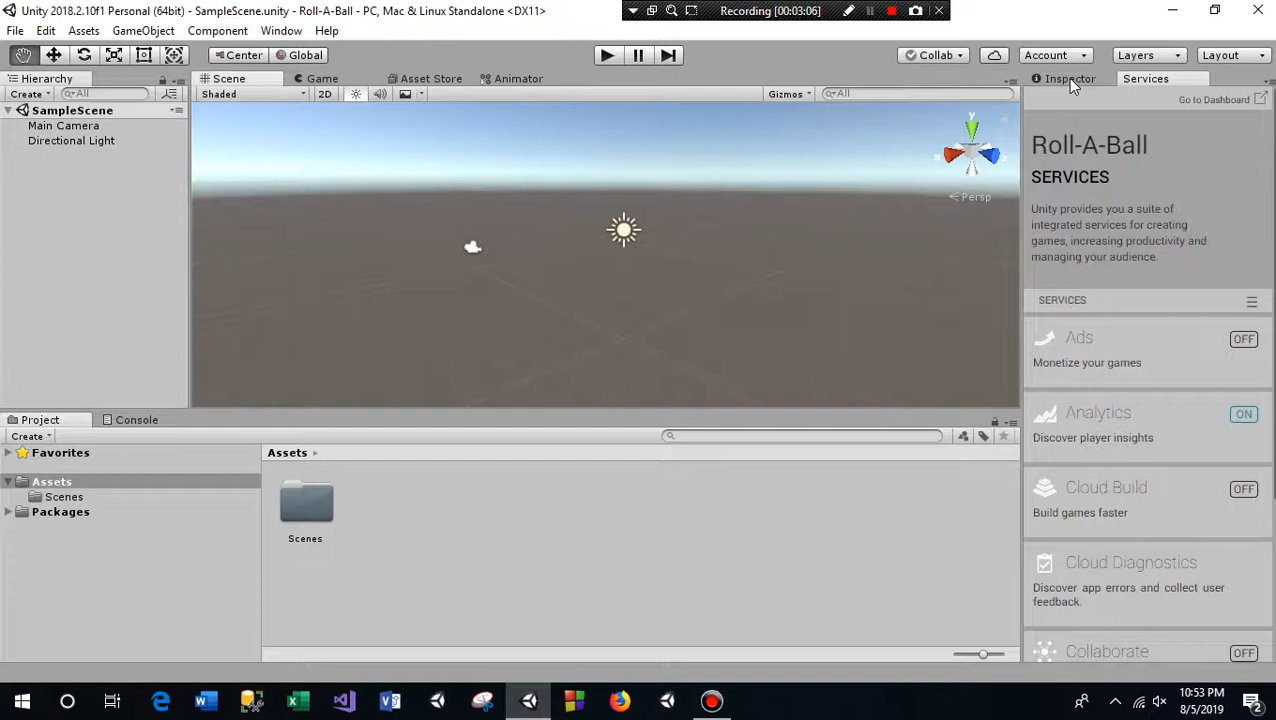 Unity 2018.2.10f1 Personal (64bit) - SampleScene.unity - Roll-A-Ball - PC, Mac & Linux Standalone <DX11>
Recording [00:03:06]
File Edit Assets GameObject Component Window Help
Center Global Collab Account Layers Layout
Hierarchy Scene Game Asset Store Animator Inspector Services
Create All Shaded 2D Gizmos All Go to Dashboard
SampleScene
Main Camera
Directional Light
y
Persp
Roll-A-Ball
SERVICES
Unity provides you a suite of
integrated services for creating
games, increasing productivity and
managing your audience.
SERVICES
Ads OFF
Monetize your games
Analytics ON
Discover player insights
Cloud Build OFF
Build games faster
Cloud Diagnostics
Discover app errors and collect user
feedback.
Collaborate OFF
Project Console
Create
Favorites
Assets
Scenes
Packages
Assets
Scenes
10:53 PM
8/5/2019
2